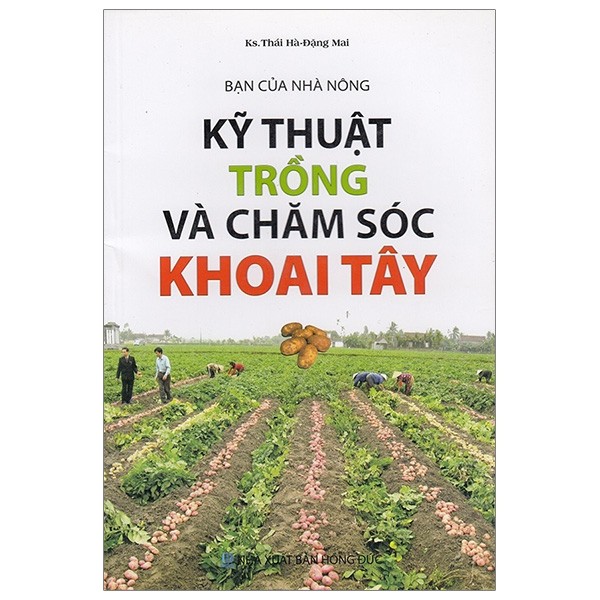 Ks. Thái Hà-Đặng Mai
BẠN CỦA NHÀ NÔNG
KỸ THUẬT
TRỒNG
VÀ CHĂM SÓC
KHOAI TÂY
NHÀ XUẤT BẢN HỒNG ĐỨC